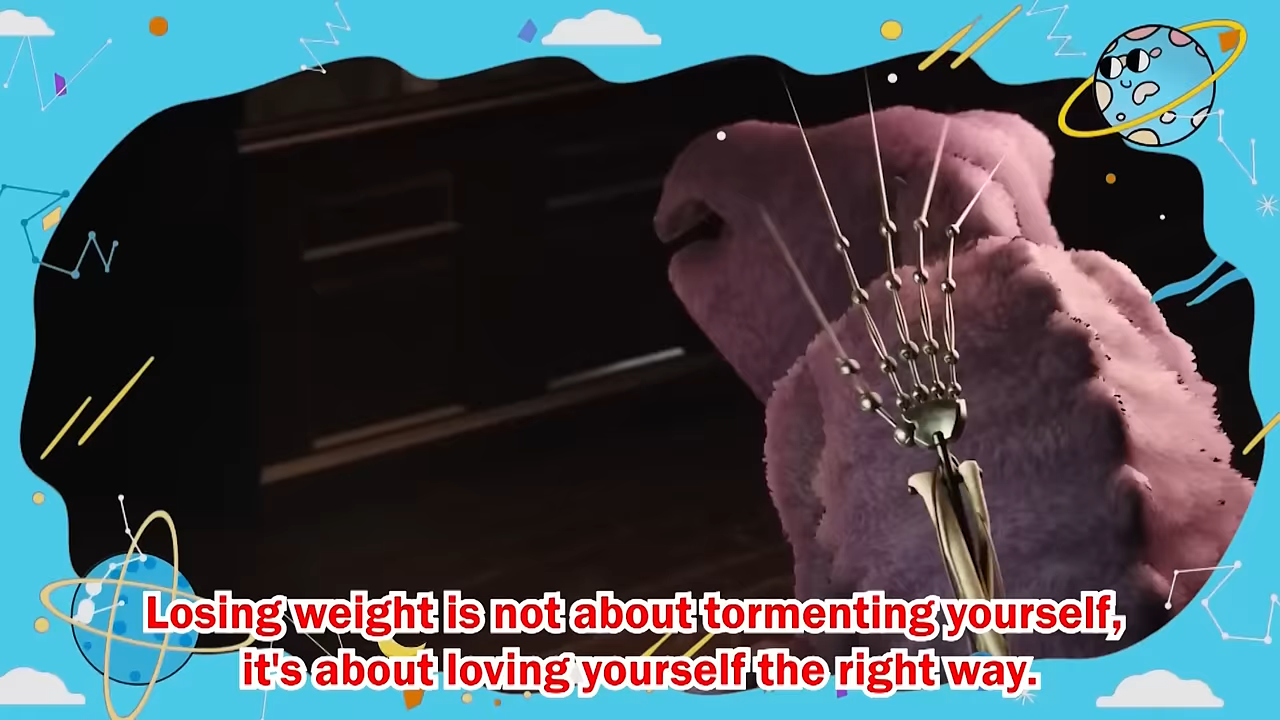 Losing weight is not about tormenting yourself,
it's about loving yourself the right way.